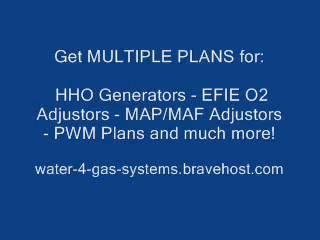 Get MULTIPLE PLANS for:
HHO Generators - EFIE O2
Adjustors - MAP/MAF Adjustors
- PWM Plans and much more!
water-4-gas-systems.bravehost.com